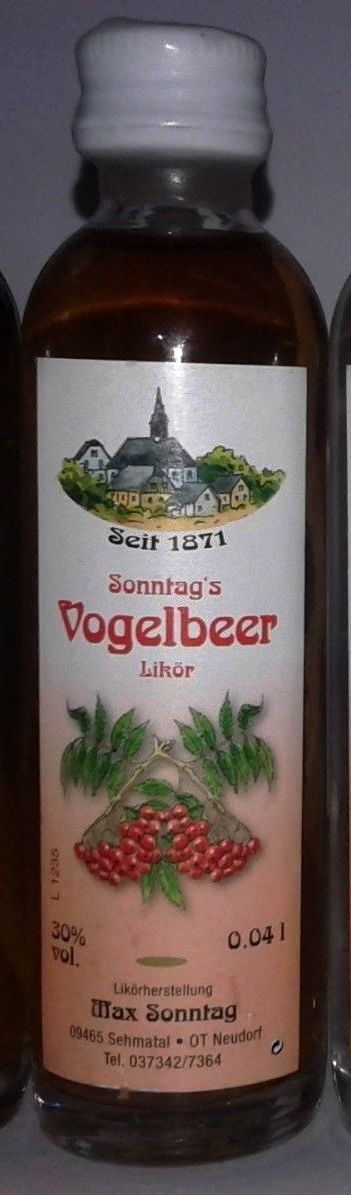 Seit 1871
Sonntag's
Vogelbeer
Likör
L 1235
30%
vol.
0,04 l
Likörherstellung
Max Sonntag
09465 Sehmatal • OT Neudorf
Tel. 037342/7364